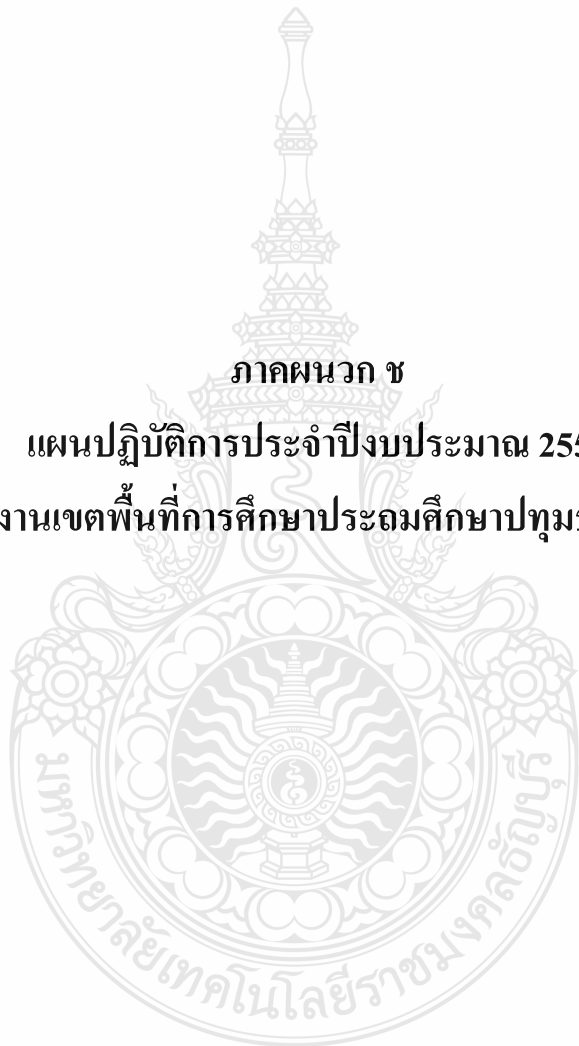 ภาคผนวก ช
แผนปฏิบัติการประจำปีงบประมาณ 255
งานเขตพื้นที่การศึกษาประถมศึกษาปทุม
มหาวิทยาลัยเทคโนโลยีราชมงคลธัญบุรี